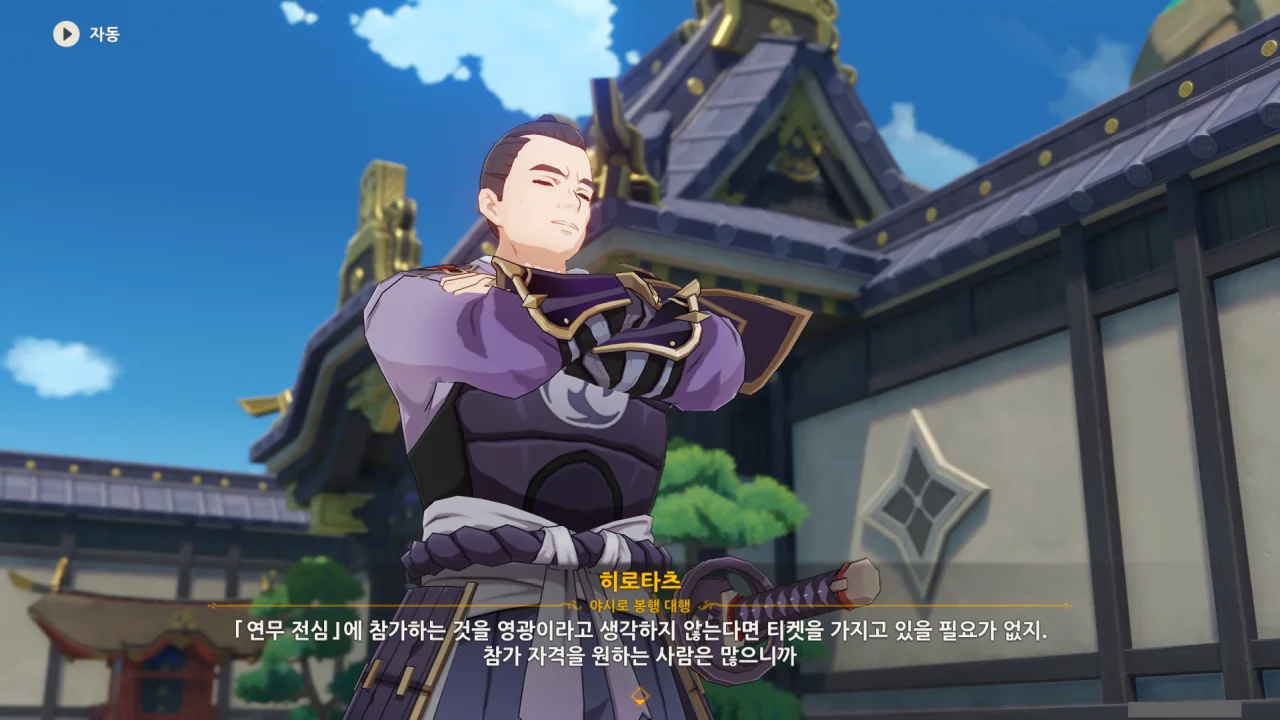 자동
히로타츠
야시로 봉행 대행
「연무 전심」에 참가하는 것을 영광이라고 생각하지 않는다면 티켓을 가지고 있을 필요가 없지.
참가 자격을 원하는 사람은 많으니까